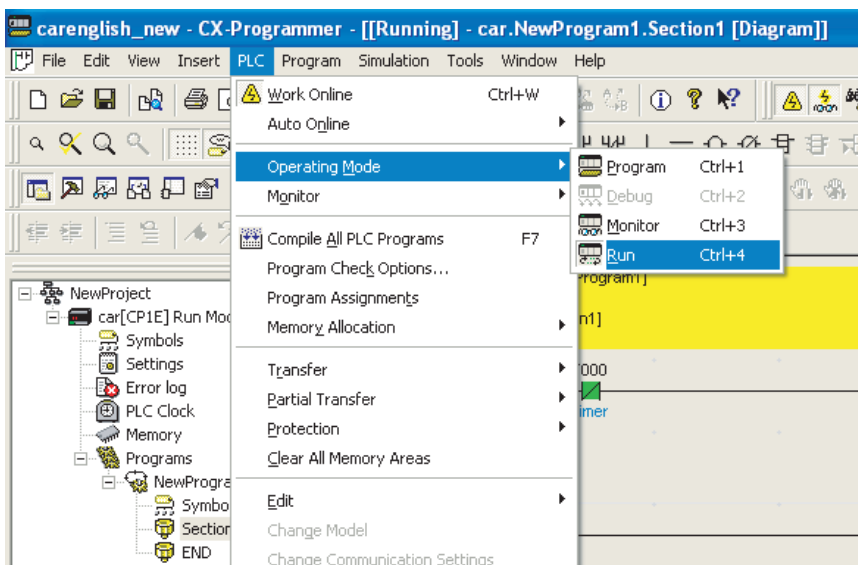 carenglish_new - CX-Programmer - [[Running] - car.NewProgram1.Section1 [Diagram]]
File Edit View Insert PLC Program Simulation Tools Window Help
Work Online Ctrl+W
Auto Online
Operating Mode
Monitor
Compile All PLC Programs F7
Program Check Options...
Program Assignments
Memory Allocation
Transfer
Partial Transfer
Protection
Clear All Memory Areas
Edit
Change Model
Change Communication Settings
Program Ctrl+1
Debug Ctrl+2
Monitor Ctrl+3
Run Ctrl+4
NewProject
car[CP1E] Run Mod
Symbols
Settings
Error log
PLC Clock
Memory
Programs
NewProgra
Symbo
Section
END
rogram1]
n1]
000
imer